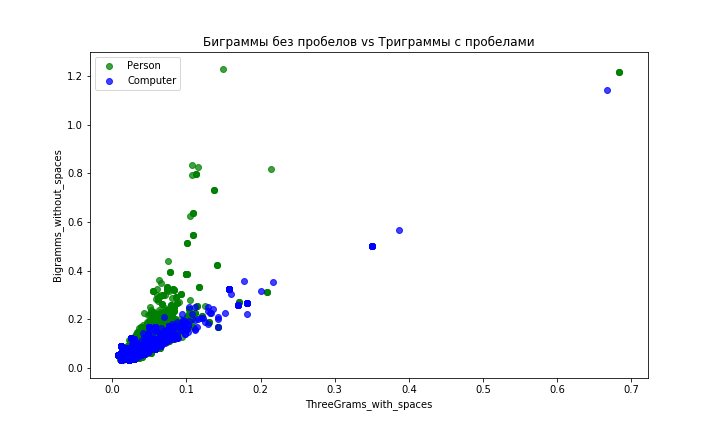 Биграммы без пробелов vs Триграммы с пробелами
Person
Computer
1.2
1.0
0.8
0.6
0.4
0.2
0.0
Bigramms_without_spaces
0.0 0.1 0.2 0.3 0.4 0.5 0.6 0.7
ThreeGrams_with_spaces